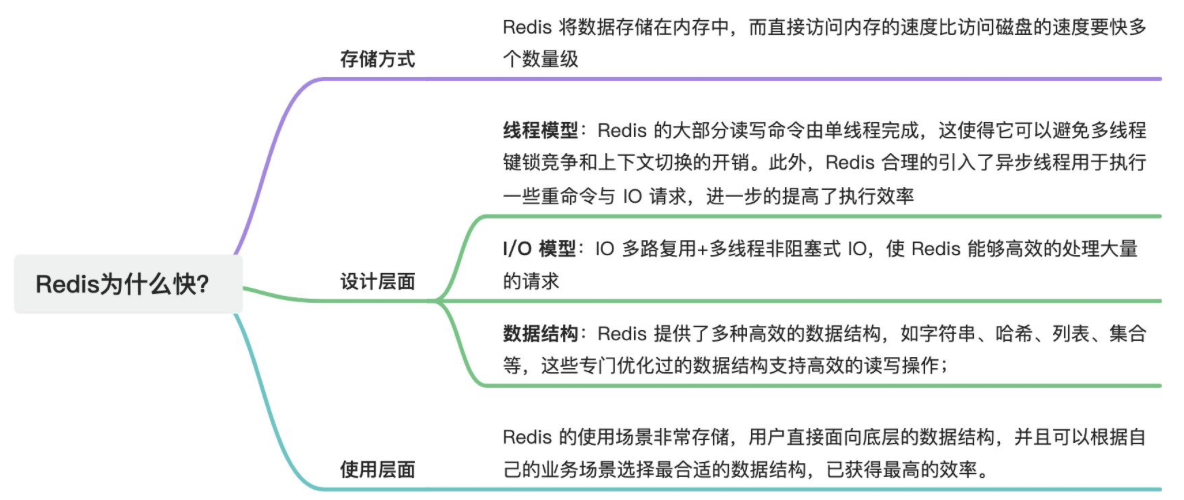 Redis为什么快?
存储方式
Redis 将数据存储在内存中，而直接访问内存的速度比访问磁盘的速度要快多
个数量级
设计层面
线程模型：Redis 的大部分读写命令由单线程完成，这使得它可以避免多线程
键锁竞争和上下文切换的开销。此外，Redis 合理的引入了异步线程用于执行
一些重命令与 IO 请求，进一步的提高了执行效率
I/O 模型：IO 多路复用+多线程非阻塞式 IO，使 Redis 能够高效的处理大量
的请求
数据结构：Redis 提供了多种高效的数据结构，如字符串、哈希、列表、集合
等，这些专门优化过的数据结构支持高效的读写操作；
使用层面
Redis 的使用场景非常存储，用户直接面向底层的数据结构，并且可以根据自
己的业务场景选择最合适的数据结构，已获得最高的效率。